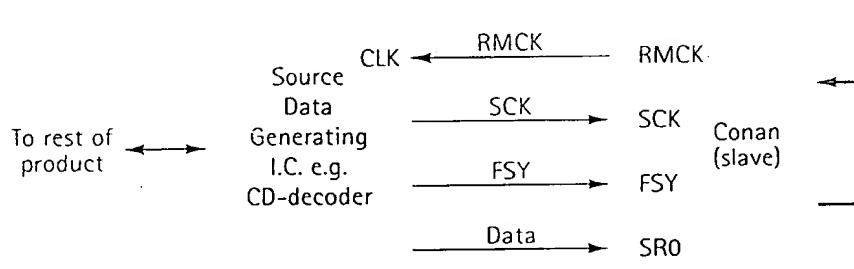 CLK
RMCK
RMCK
Source
Data
Generating
I.C. e.g.
CD-decoder
To rest of
product
SCK
SCK
Conan
(slave)
FSY
FSY
Data
SR0